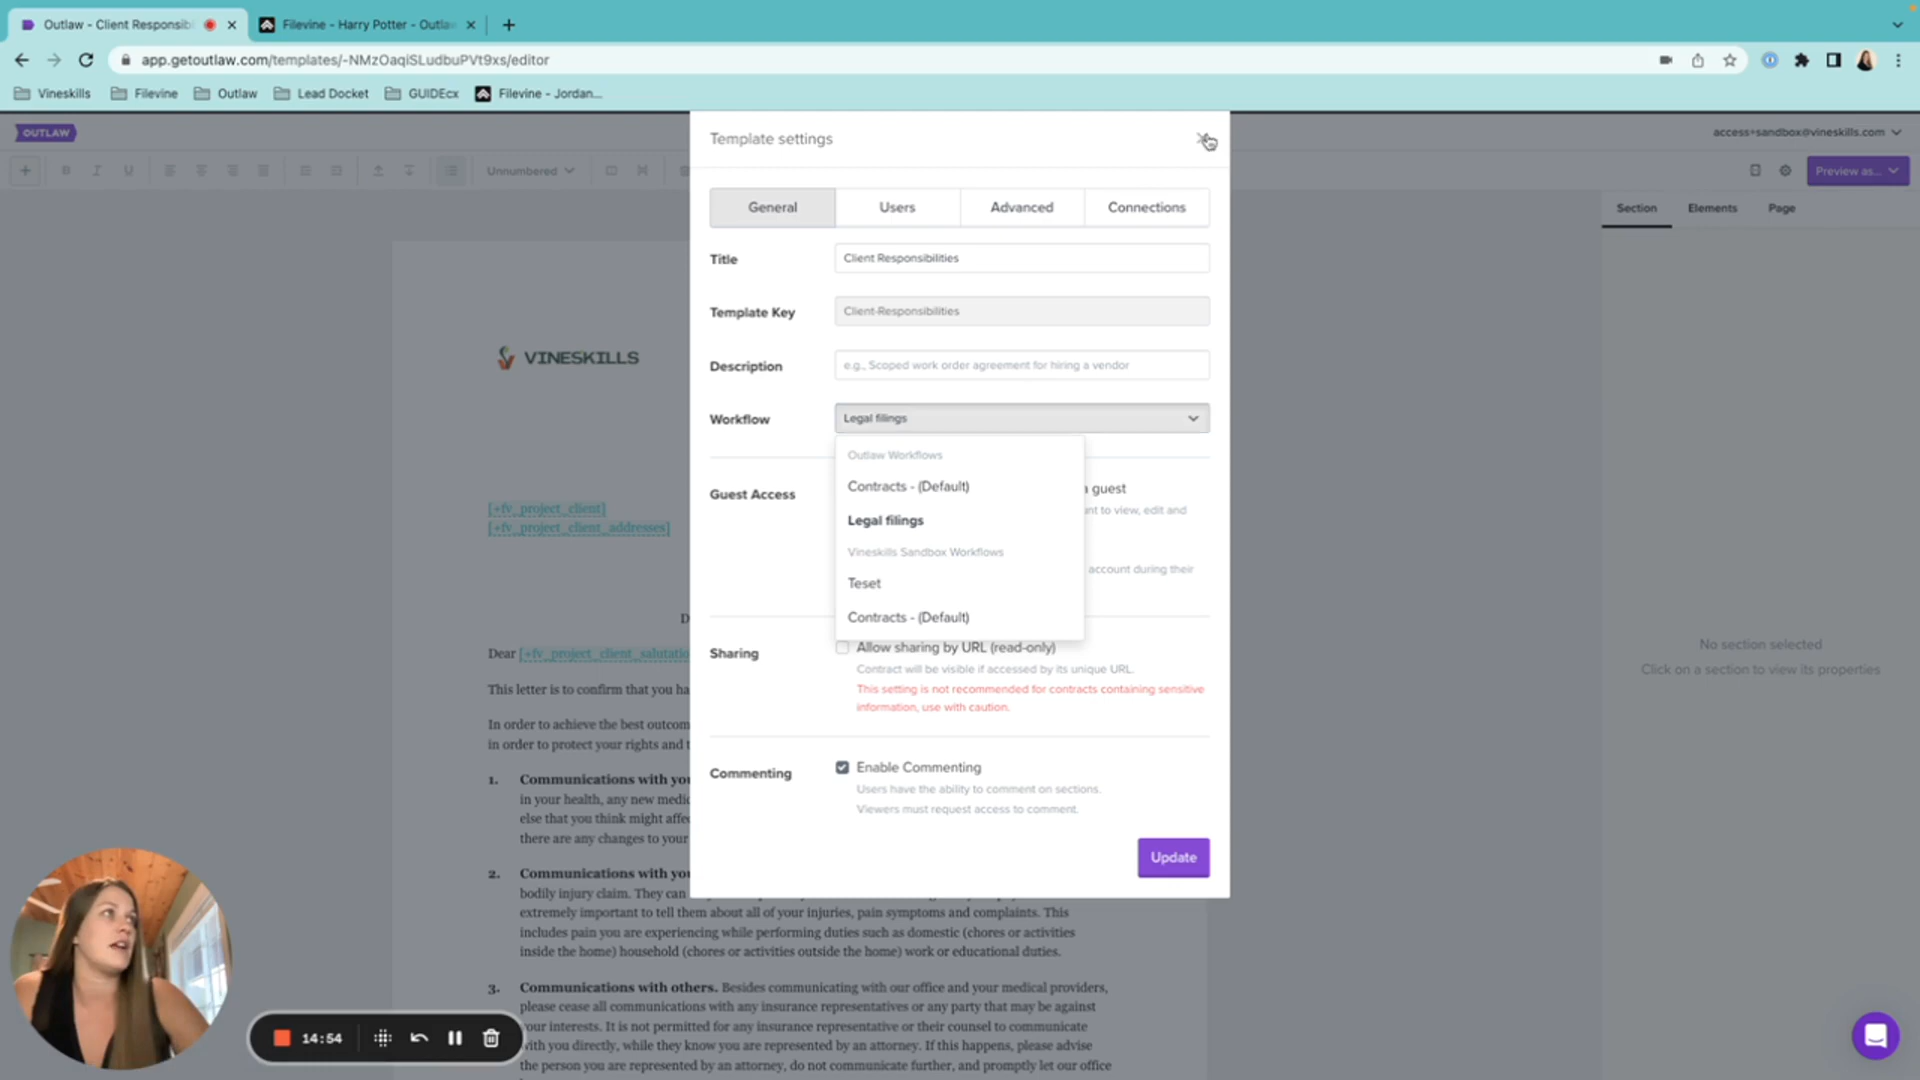 Outlaw - Client Responsib
Filevine - Harry Potter - Outla
app.getoutlaw.com/templates/-NMzOaqiSLudbuPVt9xs/editor
Vineskills
Filevine
Outlaw
Lead Docket
GUIDEcx
Filevine - Jordan...
OUTLAW
access+sandbox@vineskills.com
B I U
Unnumbered
Preview as...
Section
Elements
Page
No section selected
Click on a section to view its properties
Template settings
General
Users
Advanced
Connections
Title
Client Responsibilities
Template Key
Client-Responsibilities
Description
e.g., Scoped work order agreement for hiring a vendor
Workflow
Legal filings
Outlaw Workflows
Contracts - (Default)
Legal filings
Vineskills Sandbox Workflows
Teset
Contracts - (Default)
Guest Access
a guest
nt to view, edit and
account during their
Sharing
Allow sharing by URL (read-only)
Contract will be visible if accessed by its unique URL.
This setting is not recommended for contracts containing sensitive
information, use with caution.
Commenting
Enable Commenting
Users have the ability to comment on sections.
Viewers must request access to comment.
Update
VINESKILLS
[+fv_project_client]
[+fv_project_client_addresses]
D
Dear [+fv_project_client_salutatio
This letter is to confirm that you ha
In order to achieve the best outcom
in order to protect your rights and t
1. Communications with you
in your health, any new medic
else that you think might affec
there are any changes to your
2. Communications with you
bodily injury claim. They can
extremely important to tell them about all of your injuries, pain symptoms and complaints. This
includes pain you are experiencing while performing duties such as domestic (chores or activities
inside the home) household (chores or activities outside the home) work or educational duties.
3. Communications with others. Besides communicating with our office and your medical providers,
please cease all communications with any insurance representatives or any party that may be against
your interests. It is not permitted for any insurance representative or their counsel to communicate
with you directly, while they know you are represented by an attorney. If this happens, please advise
the person you are represented by an attorney, do not communicate further, and promptly let our office
14:54